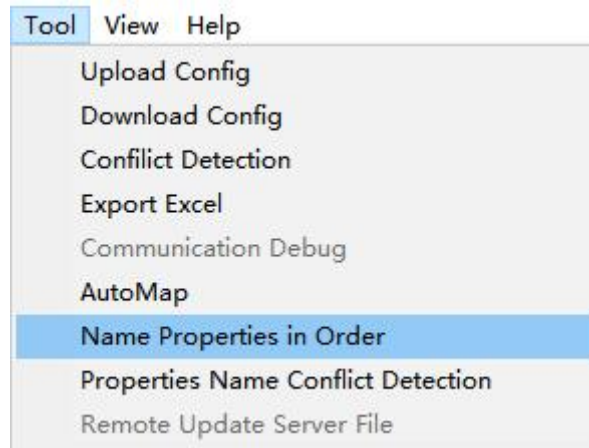 Tool View Help
Upload Config
Download Config
Confilict Detection
Export Excel
Communication Debug
AutoMap
Name Properties in Order
Properties Name Conflict Detection
Remote Update Server File